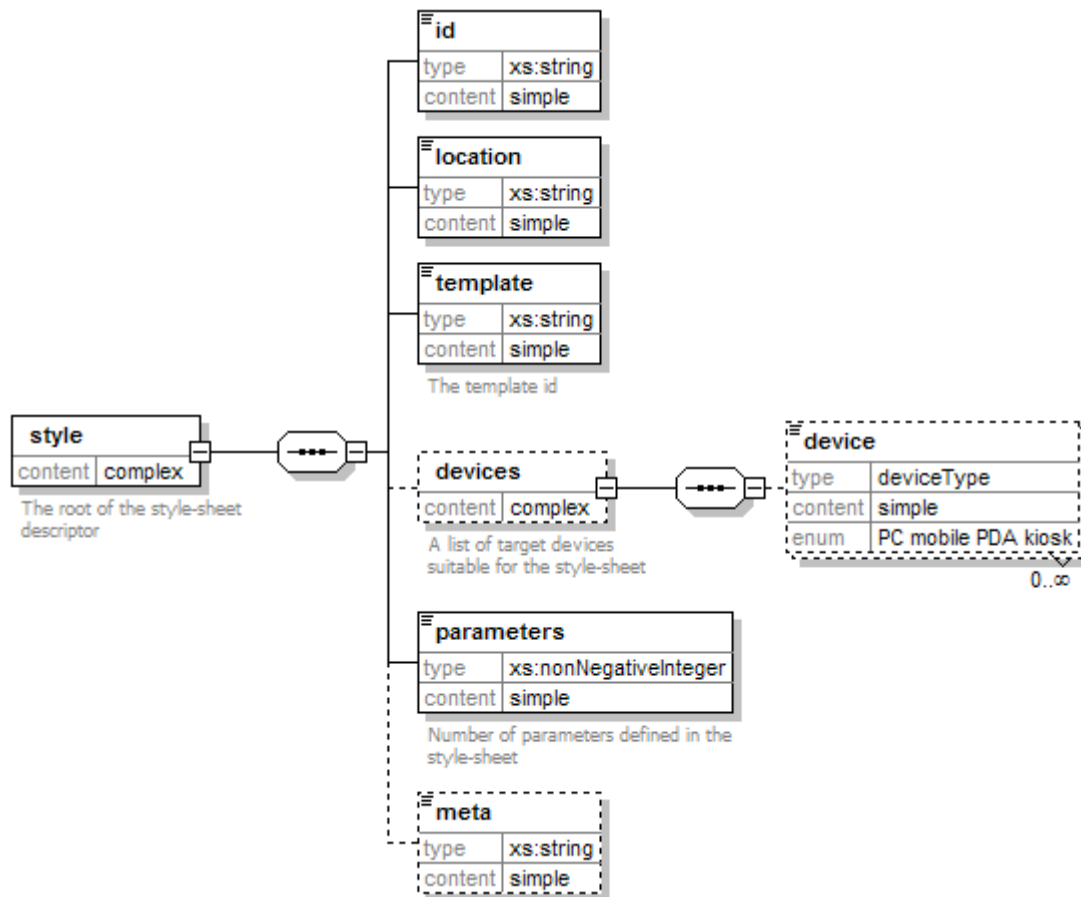 id
type xs:string
content simple
location
type xs:string
content simple
template
type xs:string
content simple
The template id
style
content complex
The root of the style-sheet
descriptor
devices
content complex
A list of target devices
suitable for the style-sheet
device
type deviceType
content simple
enum PC mobile PDA kiosk
0..∞
parameters
type xs:nonNegativeInteger
content simple
Number of parameters defined in the
style-sheet
meta
type xs:string
content simple